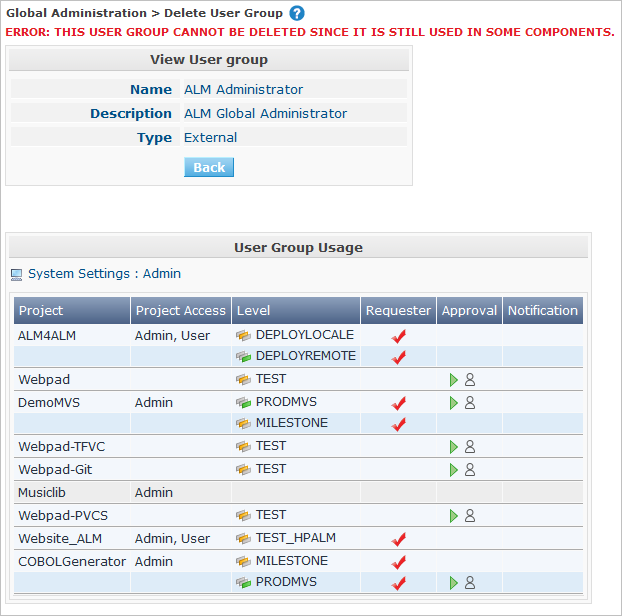 Global Administration > Delete User Group ?
ERROR: THIS USER GROUP CANNOT BE DELETED SINCE IT IS STILL USED IN SOME COMPONENTS.
View User group
Name ALM Administrator
Description ALM Global Administrator
Type External
Back
User Group Usage
System Settings : Admin
Project Project Access Level Requester Approval Notification
ALM4ALM Admin, User DEPLOYLOCALE
DEPLOYREMOTE
Webpad TEST
DemoMVS Admin PRODMVS
MILESTONE
Webpad-TFVC TEST
Webpad-Git TEST
Musiclib Admin
Webpad-PVCS TEST
Website_ALM Admin, User TEST_HPALM
COBOLGenerator Admin MILESTONE
PRODMVS